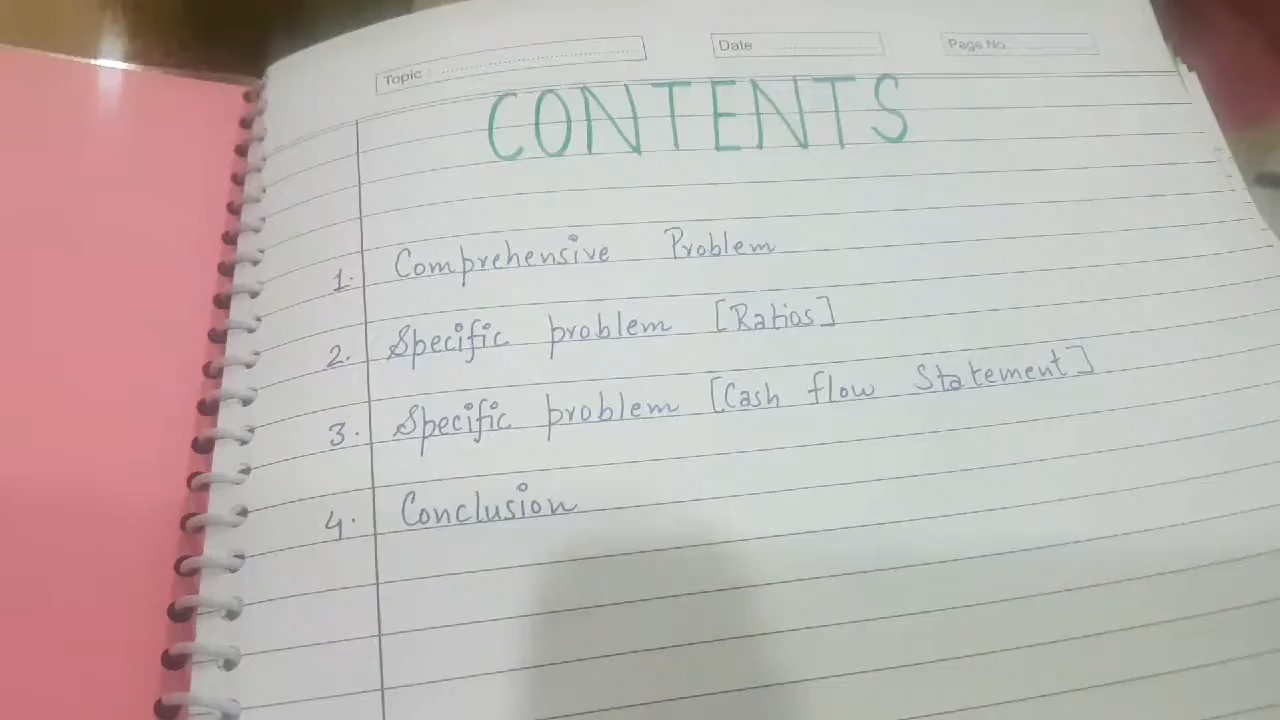 Topic : Date Page No.
CONTENTS
1. Comprehensive Problem
2. Specific problem [Ratios]
3. Specific problem [Cash flow Statement]
4. Conclusion